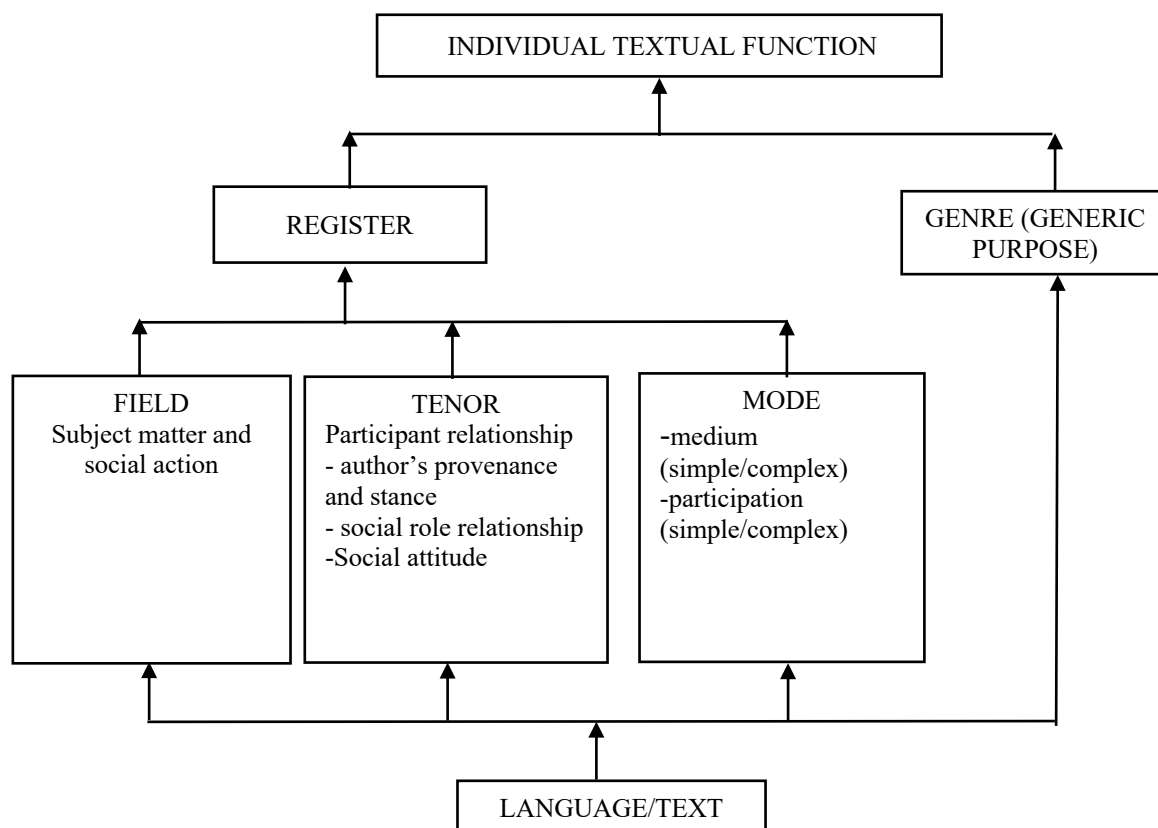 INDIVIDUAL TEXTUAL FUNCTION
REGISTER
GENRE (GENERIC
PURPOSE)
FIELD
Subject matter and
social action
TENOR
Participant relationship
- author’s provenance
and stance
- social role relationship
-Social attitude
MODE
-medium
(simple/complex)
-participation
(simple/complex)
LANGUAGE/TEXT